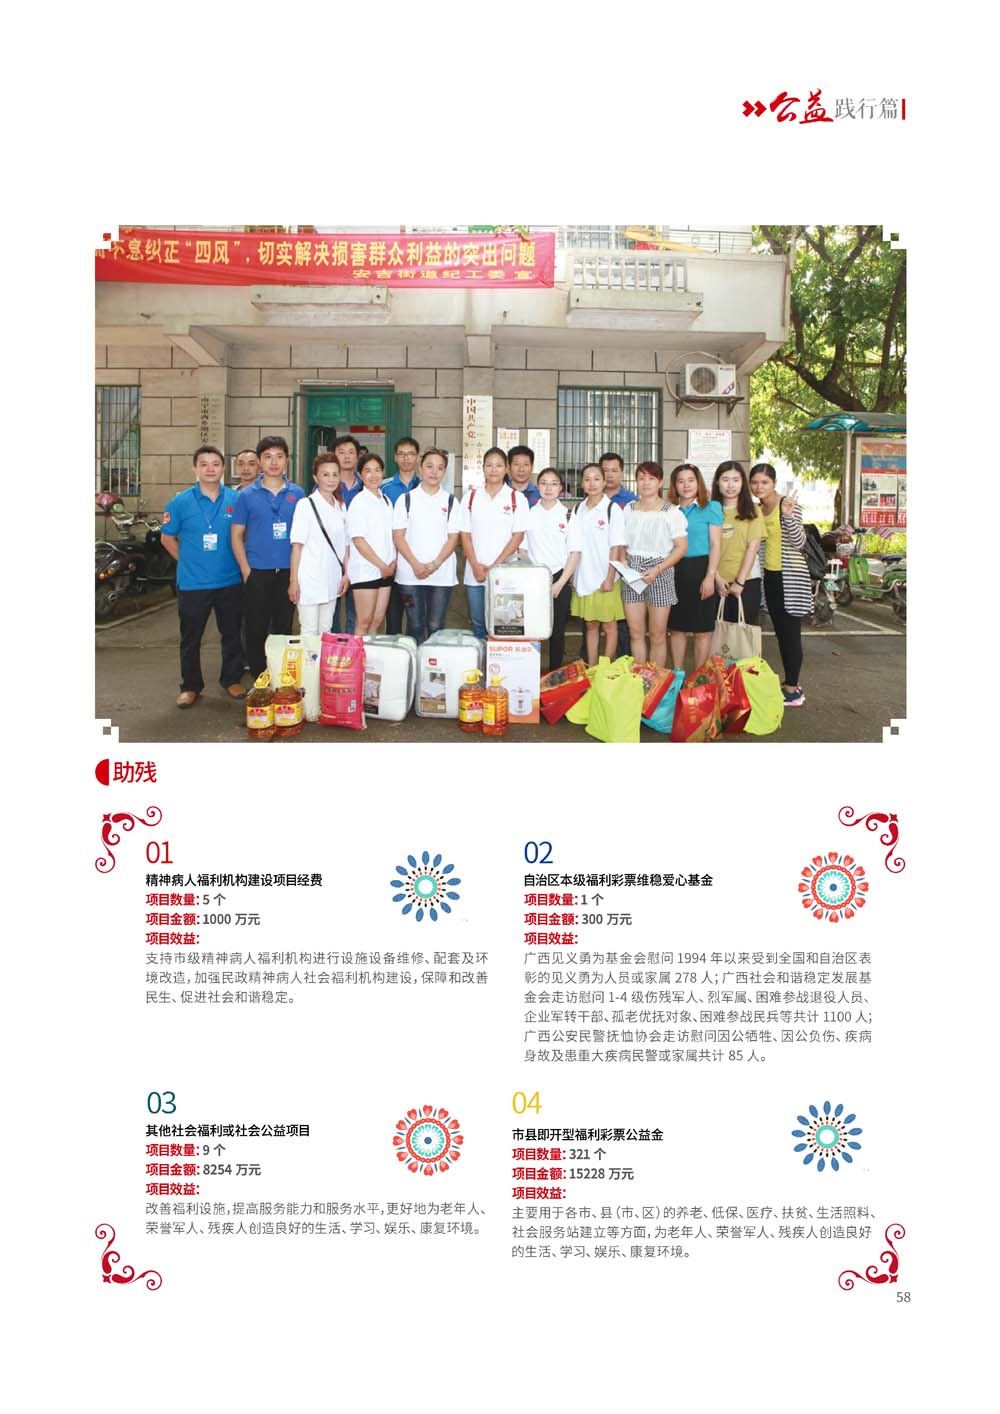 公益践行篇
不息纠正“四风”，切实解决损害群众利益的突出问题
安吉街道纪工委 宣
中国共产党
SUPOR 苏泊尔
助残
01
精神病人福利机构建设项目经费
项目数量：5 个
项目金额：1000 万元
项目效益：
支持市级精神病人福利机构进行设施设备维修、配套及环
境改造，加强民政精神病人社会福利机构建设，保障和改善
民生、促进社会和谐稳定。
02
自治区本级福利彩票维稳爱心基金
项目数量：1 个
项目金额：300 万元
项目效益：
广西见义勇为基金会慰问 1994 年以来受到全国和自治区表
彰的见义勇为人员或家属 278 人；广西社会和谐稳定发展基
金会走访慰问 1-4 级伤残军人、烈军属、困难参战退役人员、
企业军转干部、孤老优抚对象、困难参战民兵等共计 1100 人；
广西公安民警抚恤协会走访慰问因公牺牲、因公负伤、疾病
身故及患重大疾病民警或家属共计 85 人。
03
其他社会福利或社会公益项目
项目数量：9 个
项目金额：8254 万元
项目效益：
改善福利设施，提高服务能力和服务水平，更好地为老年人、
荣誉军人、残疾人创造良好的生活、学习、娱乐、康复环境。
04
市县即开型福利彩票公益金
项目数量：321 个
项目金额：15228 万元
项目效益：
主要用于各市、县（市、区）的养老、低保、医疗、扶贫、生活照料、
社会服务站建立等方面，为老年人、荣誉军人、残疾人创造良好
的生活、学习、娱乐、康复环境。
58